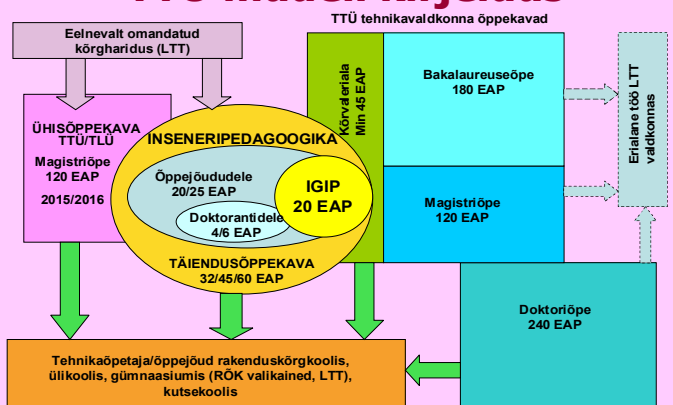 TTÜ mudeli kirjeldus
TTÜ tehnikavaldkonna õppekavad
Eelnevalt omandatud
kõrgharidus (LTT)
ÜHISÕPPEKAVA
TTÜ/TLÜ
Magistriõpe
120 EAP
2015/2016
INSENERIPEDAGOOGIKA
Õppejõududele
20/25 EAP
Doktorantidele
4/6 EAP
IGIP
20 EAP
TÄIENDUSÕPPEKAVA
32/45/60 EAP
Kõrvaleriala
Min 45 EAP
Bakalaureuseõpe
180 EAP
Magistriõpe
120 EAP
Erialane töö LTT
valdkonnas
Doktoriõpe
240 EAP
Tehnikaõpetaja/õppejõud rakenduskõrgkoolis,
ülikoolis, gümnaasiumis (RÕK valikained, LTT),
kutsekoolis